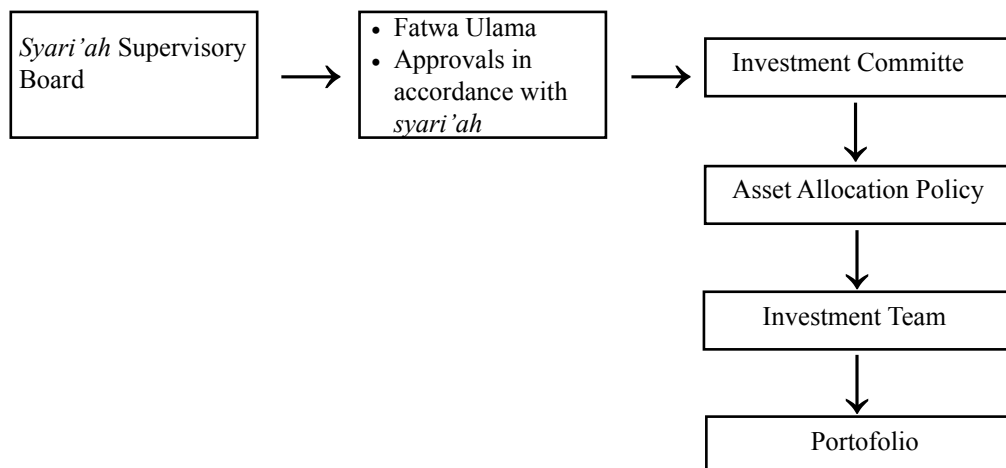 Syari’ah Supervisory
Board
• Fatwa Ulama
• Approvals in
accordance with
syari’ah
Investment Committe
Asset Allocation Policy
Investment Team
Portofolio